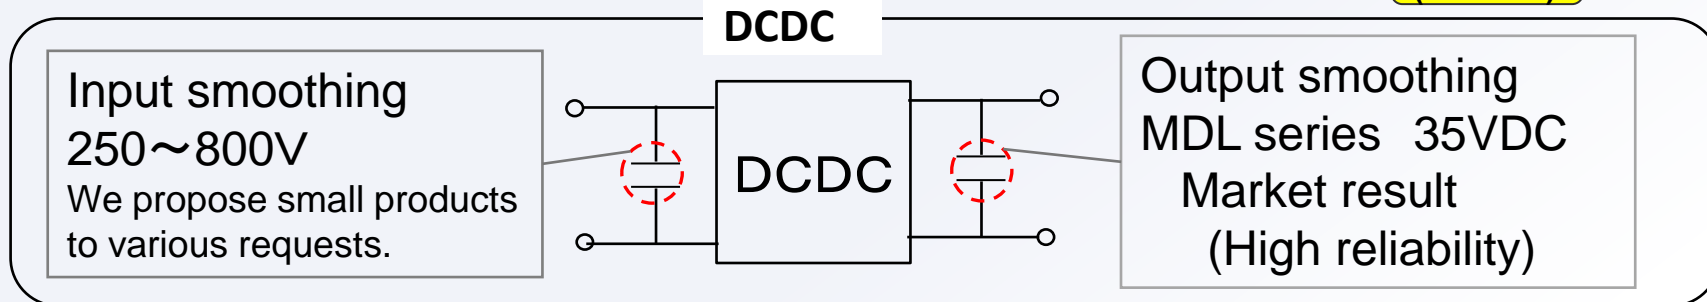 DCDC
Input smoothing
250～800V
We propose small products
to various requests.
DCDC
Output smoothing
MDL series 35VDC
Market result
(High reliability)